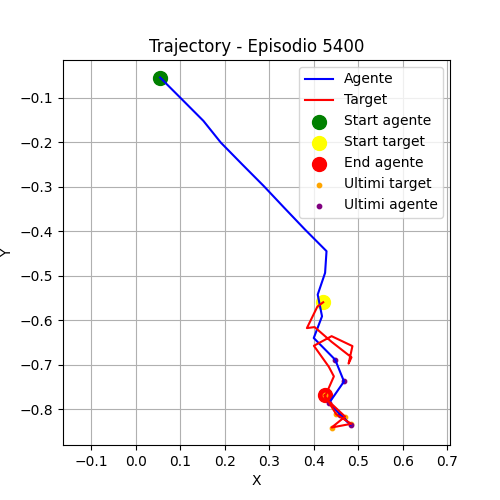 Trajectory - Episodio 5400
Agente
Target
Start agente
Start target
End agente
Ultimi target
Ultimi agente
Y
−0.1
−0.2
−0.3
−0.4
−0.5
−0.6
−0.7
−0.8
−0.1
0.0
0.1
0.2
0.3
0.4
0.5
0.6
0.7
X